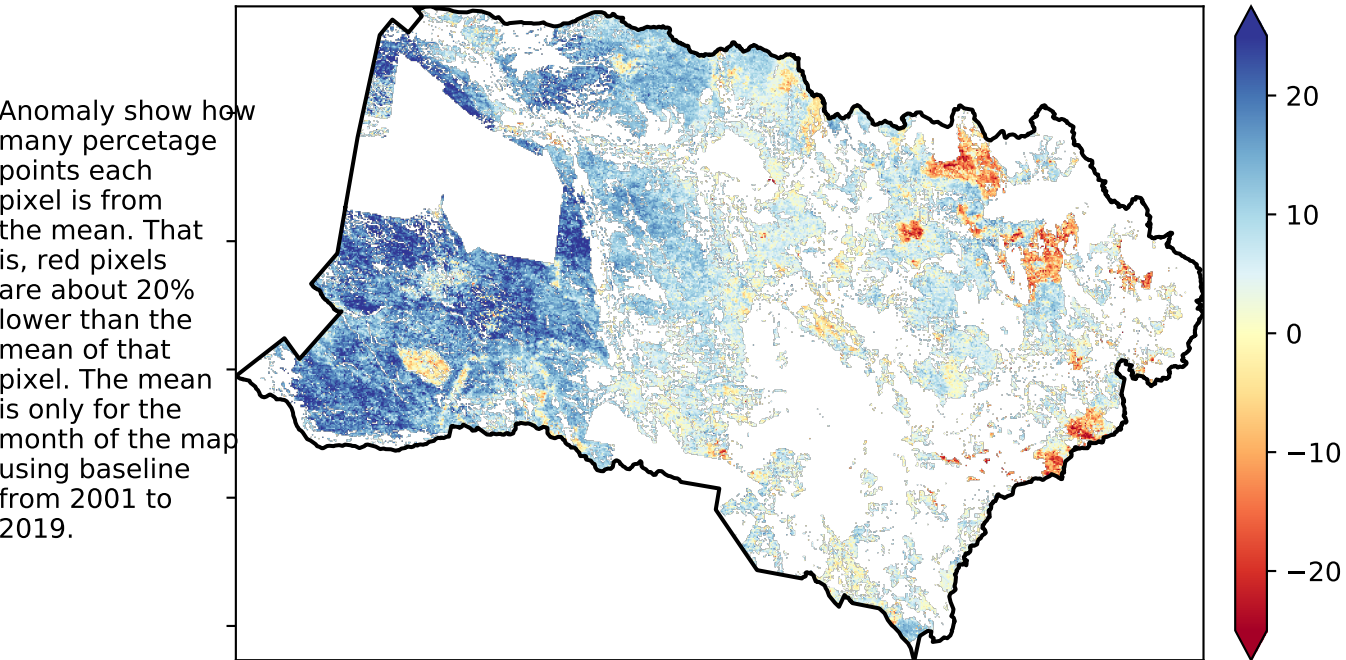 Anomaly show how
many percetage
points each
pixel is from
the mean. That
is, red pixels
are about 20%
lower than the
mean of that
pixel. The mean
is only for the
month of the map
using baseline
from 2001 to
2019.
20
10
0
−10
−20